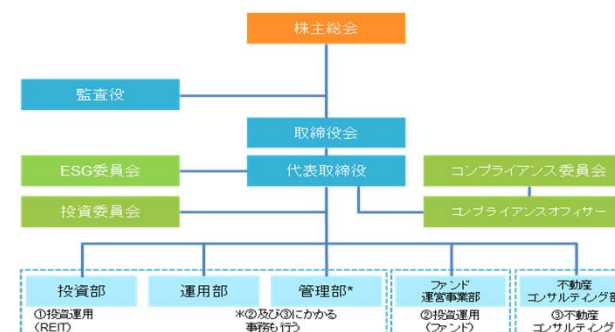 株主総会
監査役
取締役会
ESG委員会
代表取締役
コンプライアンス委員会
投資委員会
コンプライアンスオフィサー
投資部
運用部
管理部*
ファンド
運営事業部
不動産
コンサルティング部
①投資運用
(REIT)
*②及び③にかかる
事務も行う
②投資運用
(ファンド)
③不動産
コンサルティング